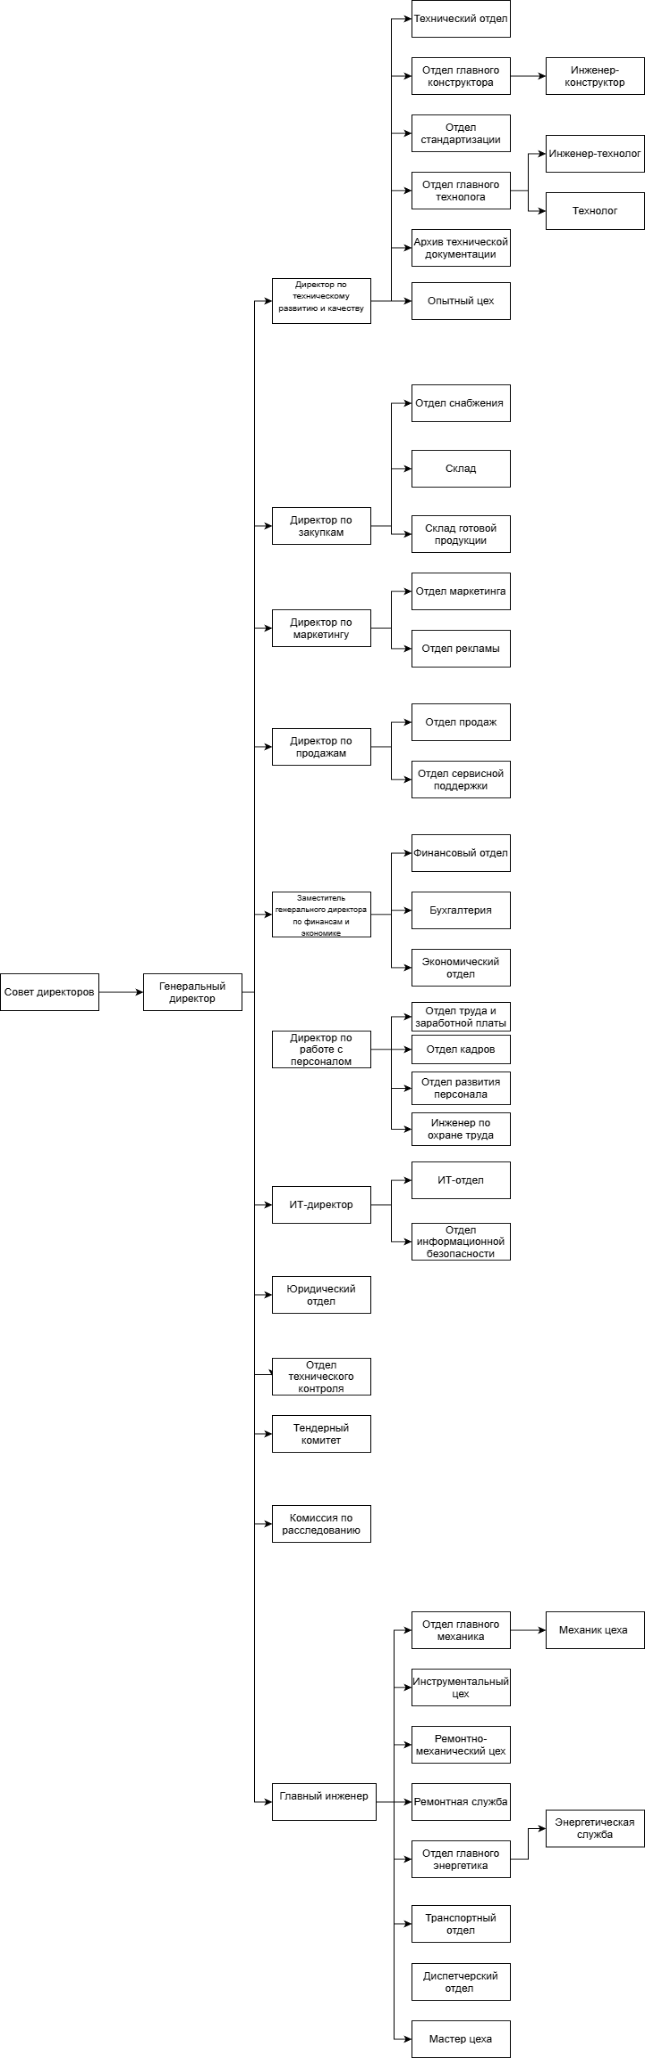 Технический отдел
Отдел главного
конструктора
Инженер-
конструктор
Отдел
стандартизации
Инженер-технолог
Отдел главного
технолога
Технолог
Архив технической
документации
Директор по
техническому
развитию и качеству
Опытный цех
Отдел снабжения
Склад
Директор по
закупкам
Склад готовой
продукции
Отдел маркетинга
Директор по
маркетингу
Отдел рекламы
Отдел продаж
Директор по
продажам
Отдел сервисной
поддержки
Финансовый отдел
Заместитель
генерального директора
по финансам и
экономике
Бухгалтерия
Экономический
отдел
Совет директоров
Генеральный
директор
Отдел труда и
заработной платы
Директор по
работе с
персоналом
Отдел кадров
Отдел развития
персонала
Инженер по
охране труда
ИТ-отдел
ИТ-директор
Отдел
информационной
безопасности
Юридический
отдел
Отдел
технического
контроля
Тендерный
комитет
Комиссия по
расследованию
Отдел главного
механика
Механик цеха
Инструментальный
цех
Ремонтно-
механический цех
Главный инженер
Ремонтная служба
Энергетическая
служба
Отдел главного
энергетика
Транспортный
отдел
Диспетчерский
отдел
Мастер цеха